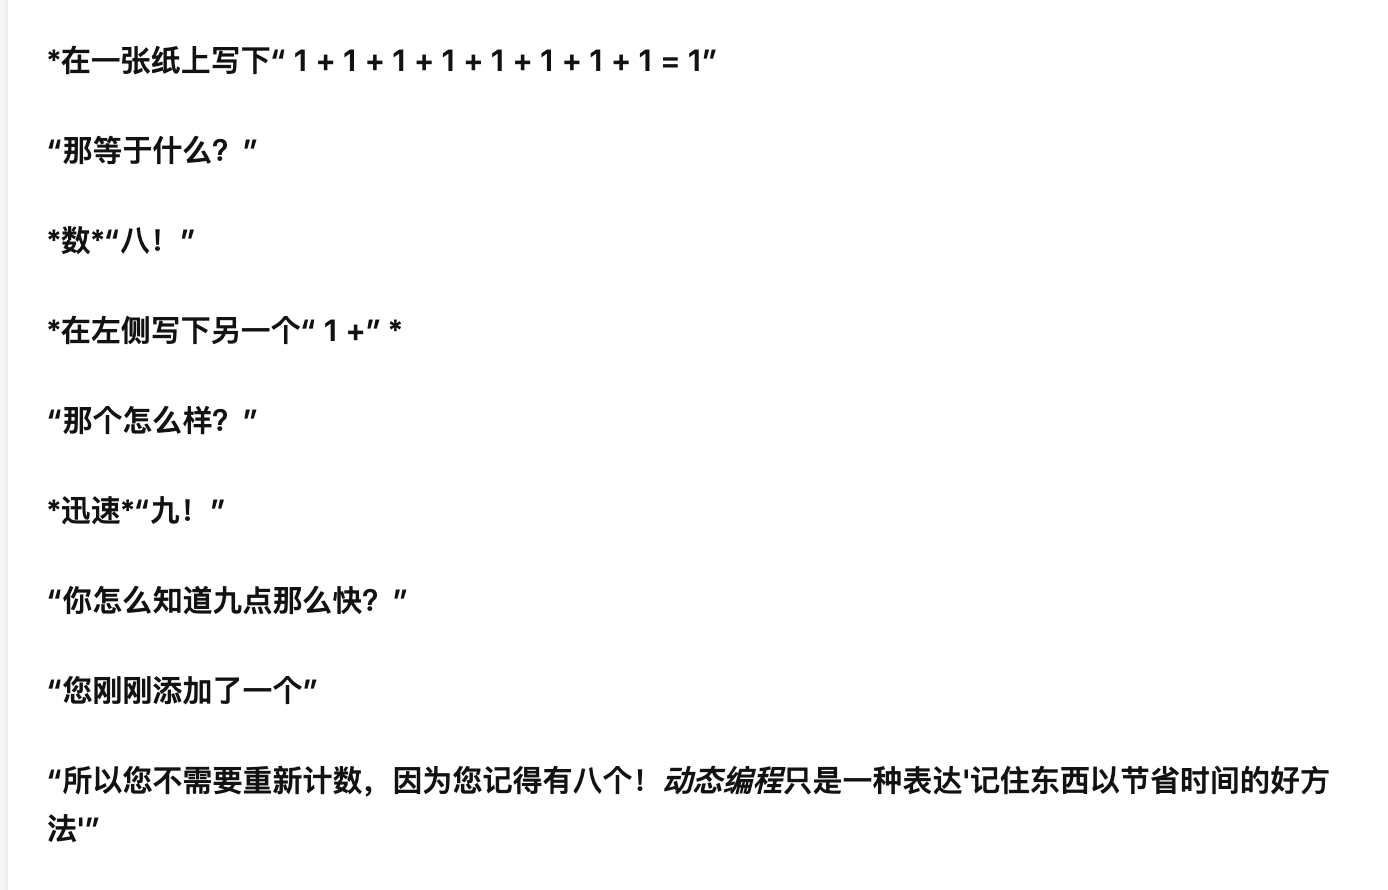 *在一张纸上写下“ 1 + 1 + 1 + 1 + 1 + 1 + 1 + 1 = 1”
“那等于什么？”
*数*“八！”
*在左侧写下另一个“ 1 +” *
“那个怎么样？”
*迅速*“九！”
“你怎么知道九点那么快？”
“您刚刚添加了一个”
“所以您不需要重新计数，因为您记得有八个！动态编程只是一种表达'记住东西以节省时间的好方
法'”